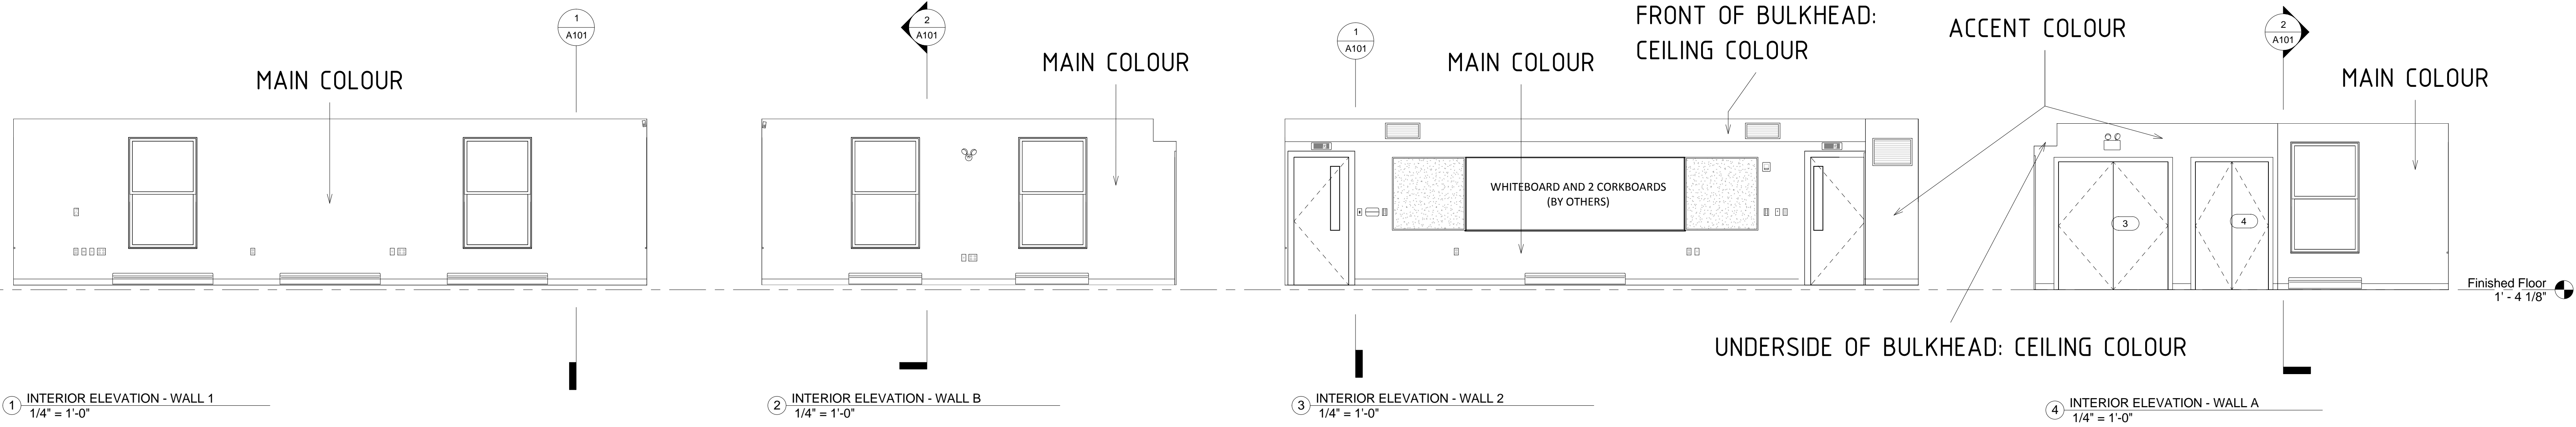 1
A101
MAIN COLOUR
1 INTERIOR ELEVATION - WALL 1
1/4" = 1'-0"
2
A101
MAIN COLOUR
2 INTERIOR ELEVATION - WALL B
1/4" = 1'-0"
1
A101
MAIN COLOUR
FRONT OF BULKHEAD:
CEILING COLOUR
ACCENT COLOUR
WHITEBOARD AND 2 CORKBOARDS
(BY OTHERS)
3 INTERIOR ELEVATION - WALL 2
1/4" = 1'-0"
2
A101
MAIN COLOUR
3
4
Finished Floor
1' - 4 1/8"
UNDERSIDE OF BULKHEAD: CEILING COLOUR
4 INTERIOR ELEVATION - WALL A
1/4" = 1'-0"